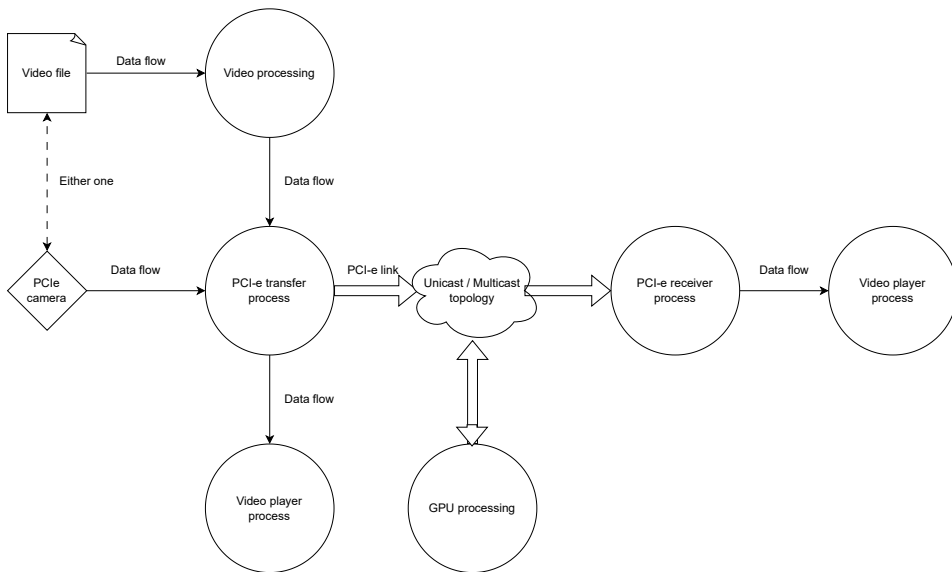 Video file
Data flow
Video processing
Either one
Data flow
PCIe
camera
Data flow
PCI-e transfer
process
PCI-e link
Unicast / Multicast
topology
PCI-e receiver
process
Data flow
Video player
process
Data flow
Video player
process
GPU processing